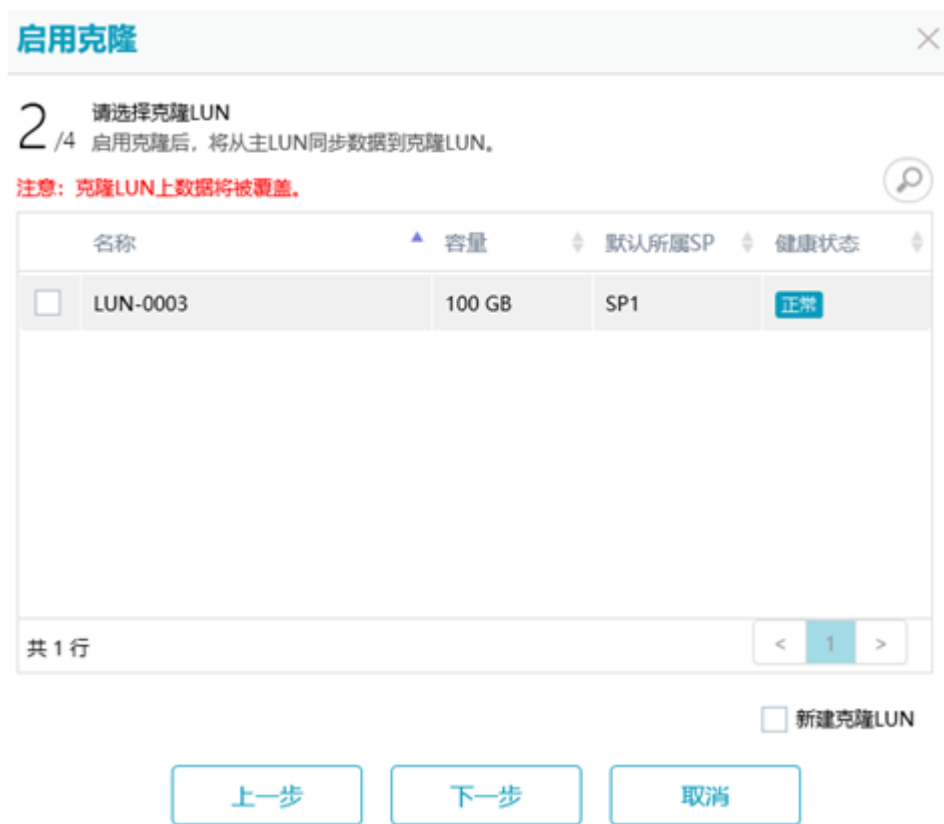 启用克隆
2/4 请选择克隆LUN
启用克隆后，将从主LUN同步数据到克隆LUN。
注意：克隆LUN上数据将被覆盖。
名称 容量 默认所属SP 健康状态
LUN-0003 100 GB SP1 正常
共 1 行 < 1 >
新建克隆LUN
上一步 下一步 取消